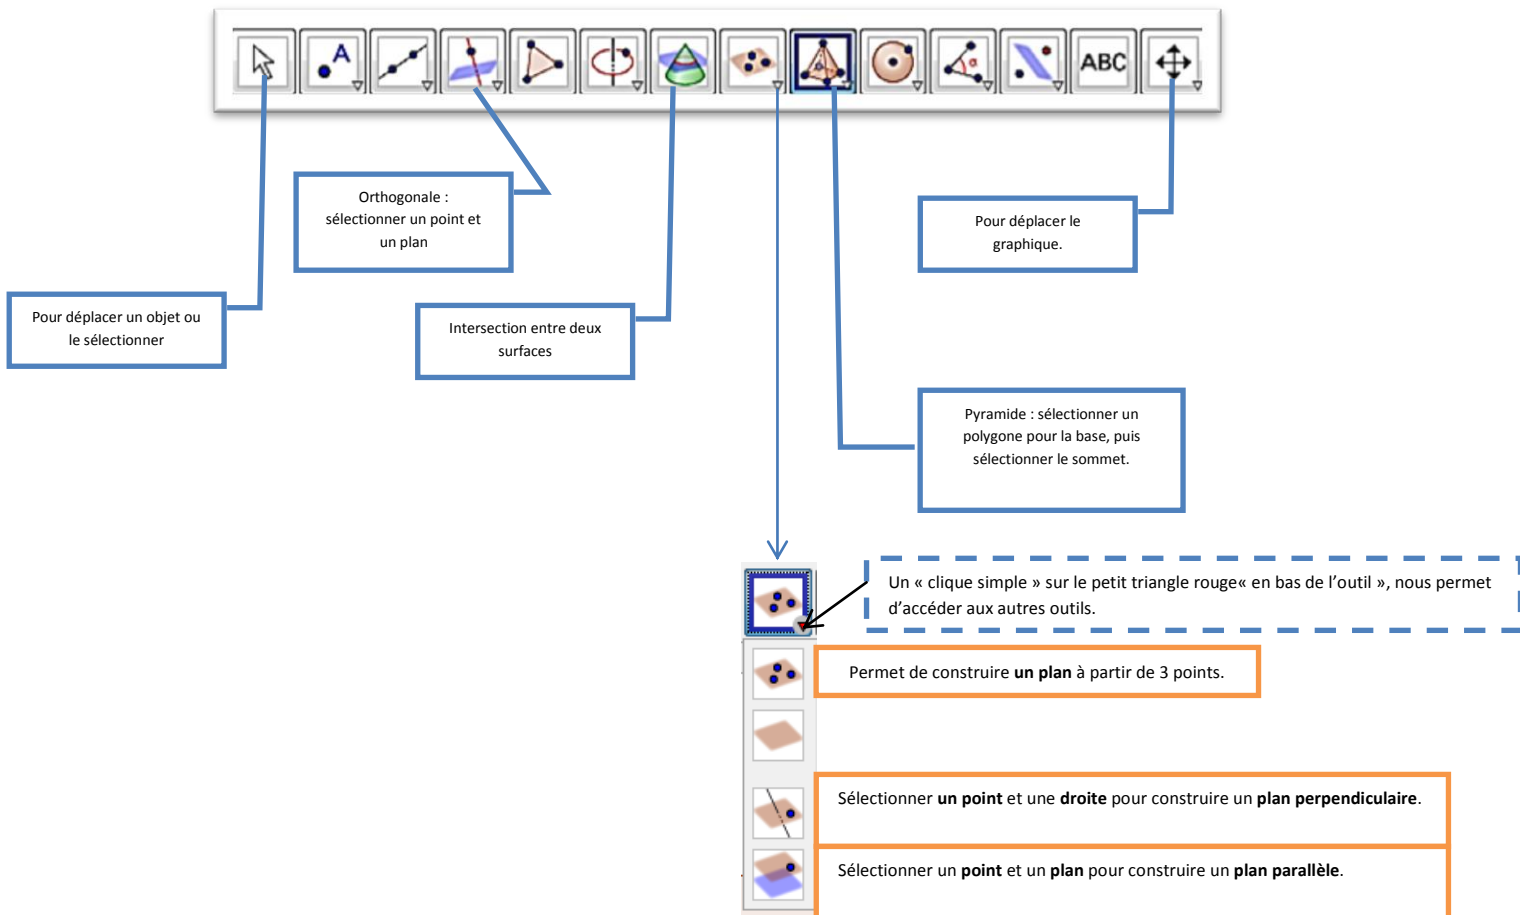 A
α
ABC
Orthogonale :
sélectionner un point et
un plan
Pour déplacer le
graphique.
Pour déplacer un objet ou
le sélectionner
Intersection entre deux
surfaces
Pyramide : sélectionner un
polygone pour la base, puis
sélectionner le sommet.
Un « clique simple » sur le petit triangle rouge« en bas de l’outil », nous permet
d’accéder aux autres outils.
Permet de construire un plan à partir de 3 points.
Sélectionner un point et une droite pour construire un plan perpendiculaire.
Sélectionner un point et un plan pour construire un plan parallèle.